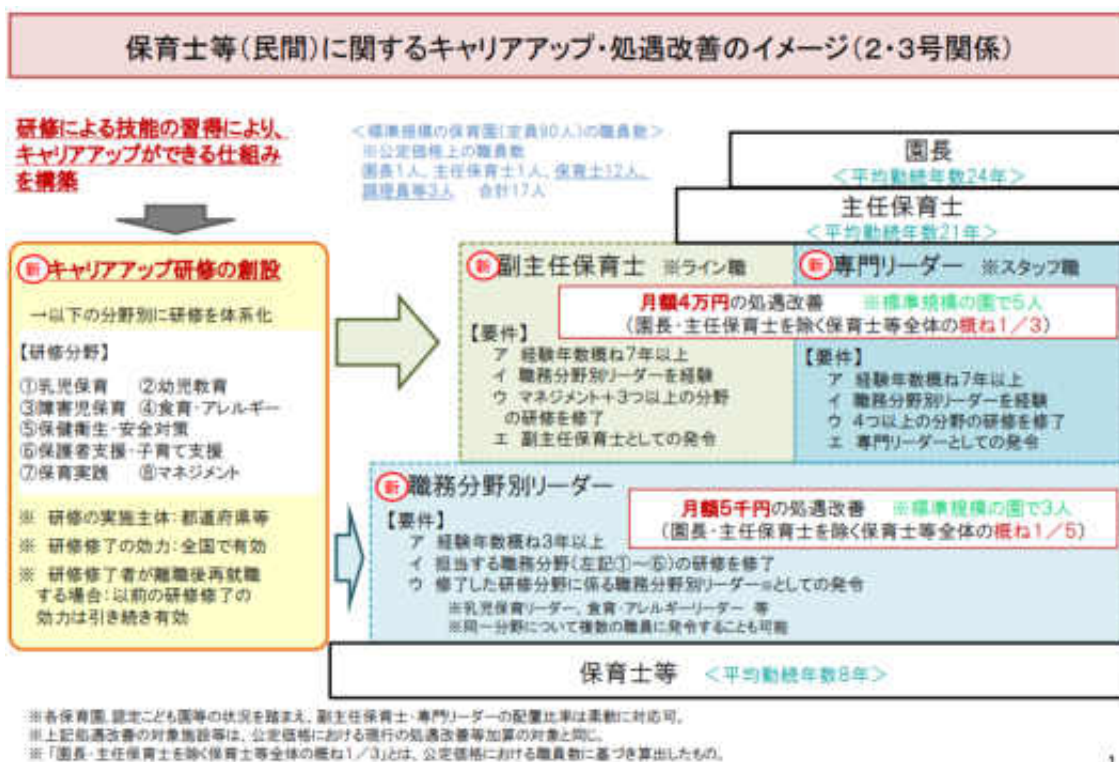 保育士等(民間)に関するキャリアアップ・処遇改善のイメージ(2・3号関係)
研修による技能の習得により、
キャリアアップができる仕組み
を構築
<標準規模の保育園(定員90人)の職員数>
※公定価格上の職員数
園長1人、主任保育士1人、保育士12人、
調理員等3人 合計17人
園長
<平均勤続年数24年>
主任保育士
<平均勤続年数21年>
新 キャリアアップ研修の創設
→以下の分野別に研修を体系化
【研修分野】
①乳児保育 ②幼児教育
③障害児保育 ④食育・アレルギー
⑤保健衛生・安全対策
⑥保護者支援・子育て支援
⑦保育実践 ⑧マネジメント
※ 研修の実施主体:都道府県等
※ 研修修了の効力:全国で有効
※ 研修修了者が離職後再就職
する場合:以前の研修修了の
効力は引き続き有効
新 副主任保育士 ※ライン職
新 専門リーダー ※スタッフ職
月額4万円の処遇改善 ※標準規模の園で5人
(園長・主任保育士を除く保育士等全体の概ね1/3)
【要件】
ア 経験年数概ね7年以上
イ 職務分野別リーダーを経験
ウ マネジメント+3つ以上の分野
の研修を修了
エ 副主任保育士としての発令
【要件】
ア 経験年数概ね7年以上
イ 職務分野別リーダーを経験
ウ 4つ以上の分野の研修を修了
エ 専門リーダーとしての発令
新 職務分野別リーダー
月額5千円の処遇改善 ※標準規模の園で3人
(園長・主任保育士を除く保育士等全体の概ね1/5)
【要件】
ア 経験年数概ね3年以上
イ 担当する職務分野(左記①~⑥)の研修を修了
ウ 修了した研修分野に係る職務分野別リーダー※としての発令
※乳児保育リーダー、食育・アレルギーリーダー 等
※同一分野について複数の職員に発令することも可能
保育士等 <平均勤続年数8年>
※各保育園、認定こども園等の状況を踏まえ、副主任保育士・専門リーダーの配置比率は柔軟に対応可。
※上記処遇改善の対象施設等は、公定価格における現行の処遇改善等加算の対象と同じ。
※「園長・主任保育士を除く保育士等全体の概ね1/3」とは、公定価格における職員数に基づき算出したもの。
1